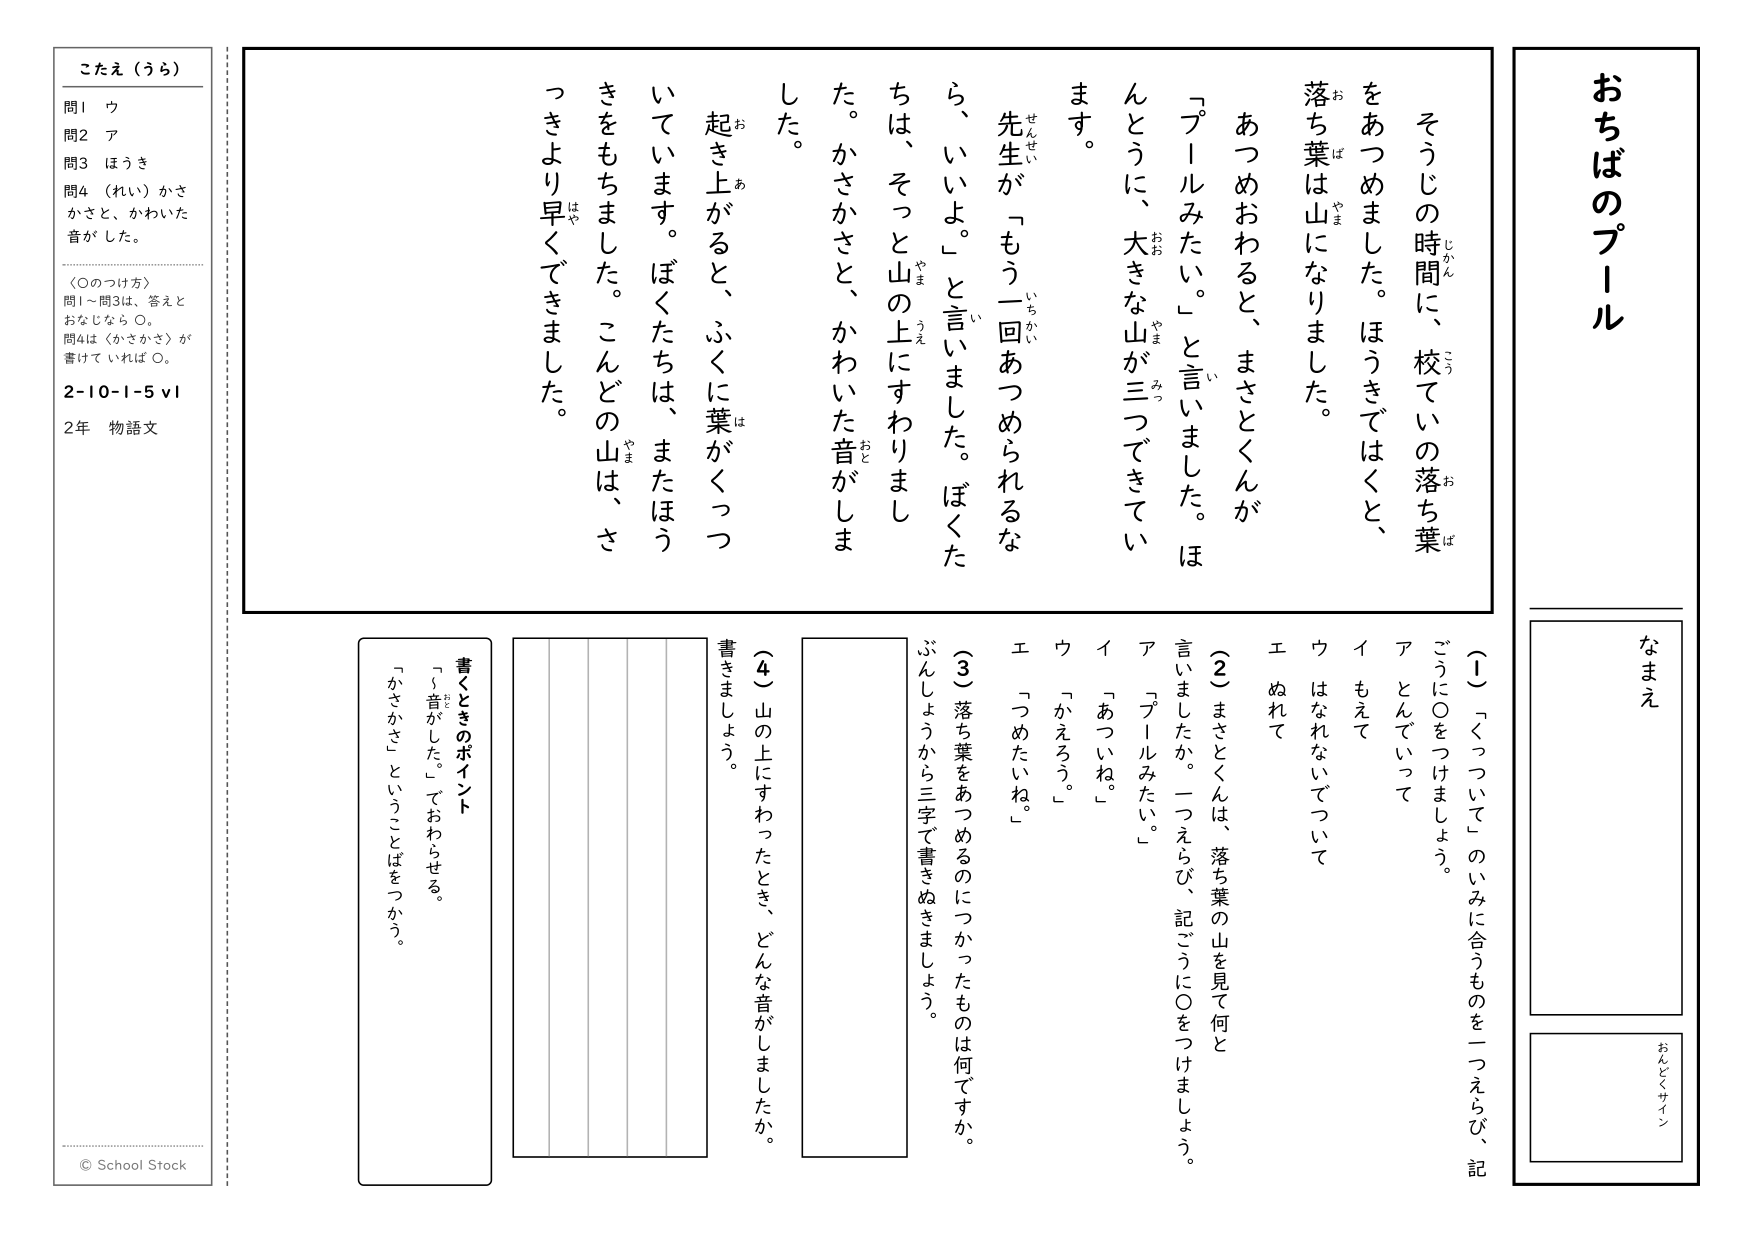 おちばのプール
なまえ
おんどくサイン
そうじの時間に、校ていの落ち葉
をあつめました。ほうきではくと、
落ち葉は山になりました。
あつめおわると、まさとくんが
「プールみたい。」と言いました。ほ
んとうに、大きな山が三つできてい
ます。
先生が「もう一回あつめられるな
ら、いいよ。」と言いました。ぼくた
ちは、そっと山の上にすわりまし
た。かさかさと、かわいた音がしま
した。
起き上がると、ふくに葉がくっつ
いています。ぼくたちは、またほう
きをもちました。こんどの山は、さ
っきより早くできました。
(1)「くっついて」のいみに合うものを一つえらび、記
ごうに○をつけましょう。
ア とんでいって
イ もえて
ウ はなれないでついて
エ ぬれて
(2)まさとくんは、落ち葉の山を見て何と
言いましたか。一つえらび、記ごうに○をつけましょう。
ア 「プールみたい。」
イ 「あついね。」
ウ 「かえろう。」
エ 「つめたいね。」
(3)落ち葉をあつめるのにつかったものは何ですか。
ぶんしょうから三字で書きぬきましょう。
(4)山の上にすわったとき、どんな音がしましたか。
書きましょう。
書くときのポイント
「〜音がした。」でおわらせる。
「かさかさ」ということばをつかう。
こたえ（うら）
問1 ウ
問2 ア
問3 ほうき
問4 （れい）かさ
かさと、かわいた
音が した。
〈○のつけ方〉
問1〜問3は、答えと
おなじなら ○。
問4は〈かさかさ〉が
書けて いれば ○。
2-10-1-5 v1
2年 物語文
© School Stock